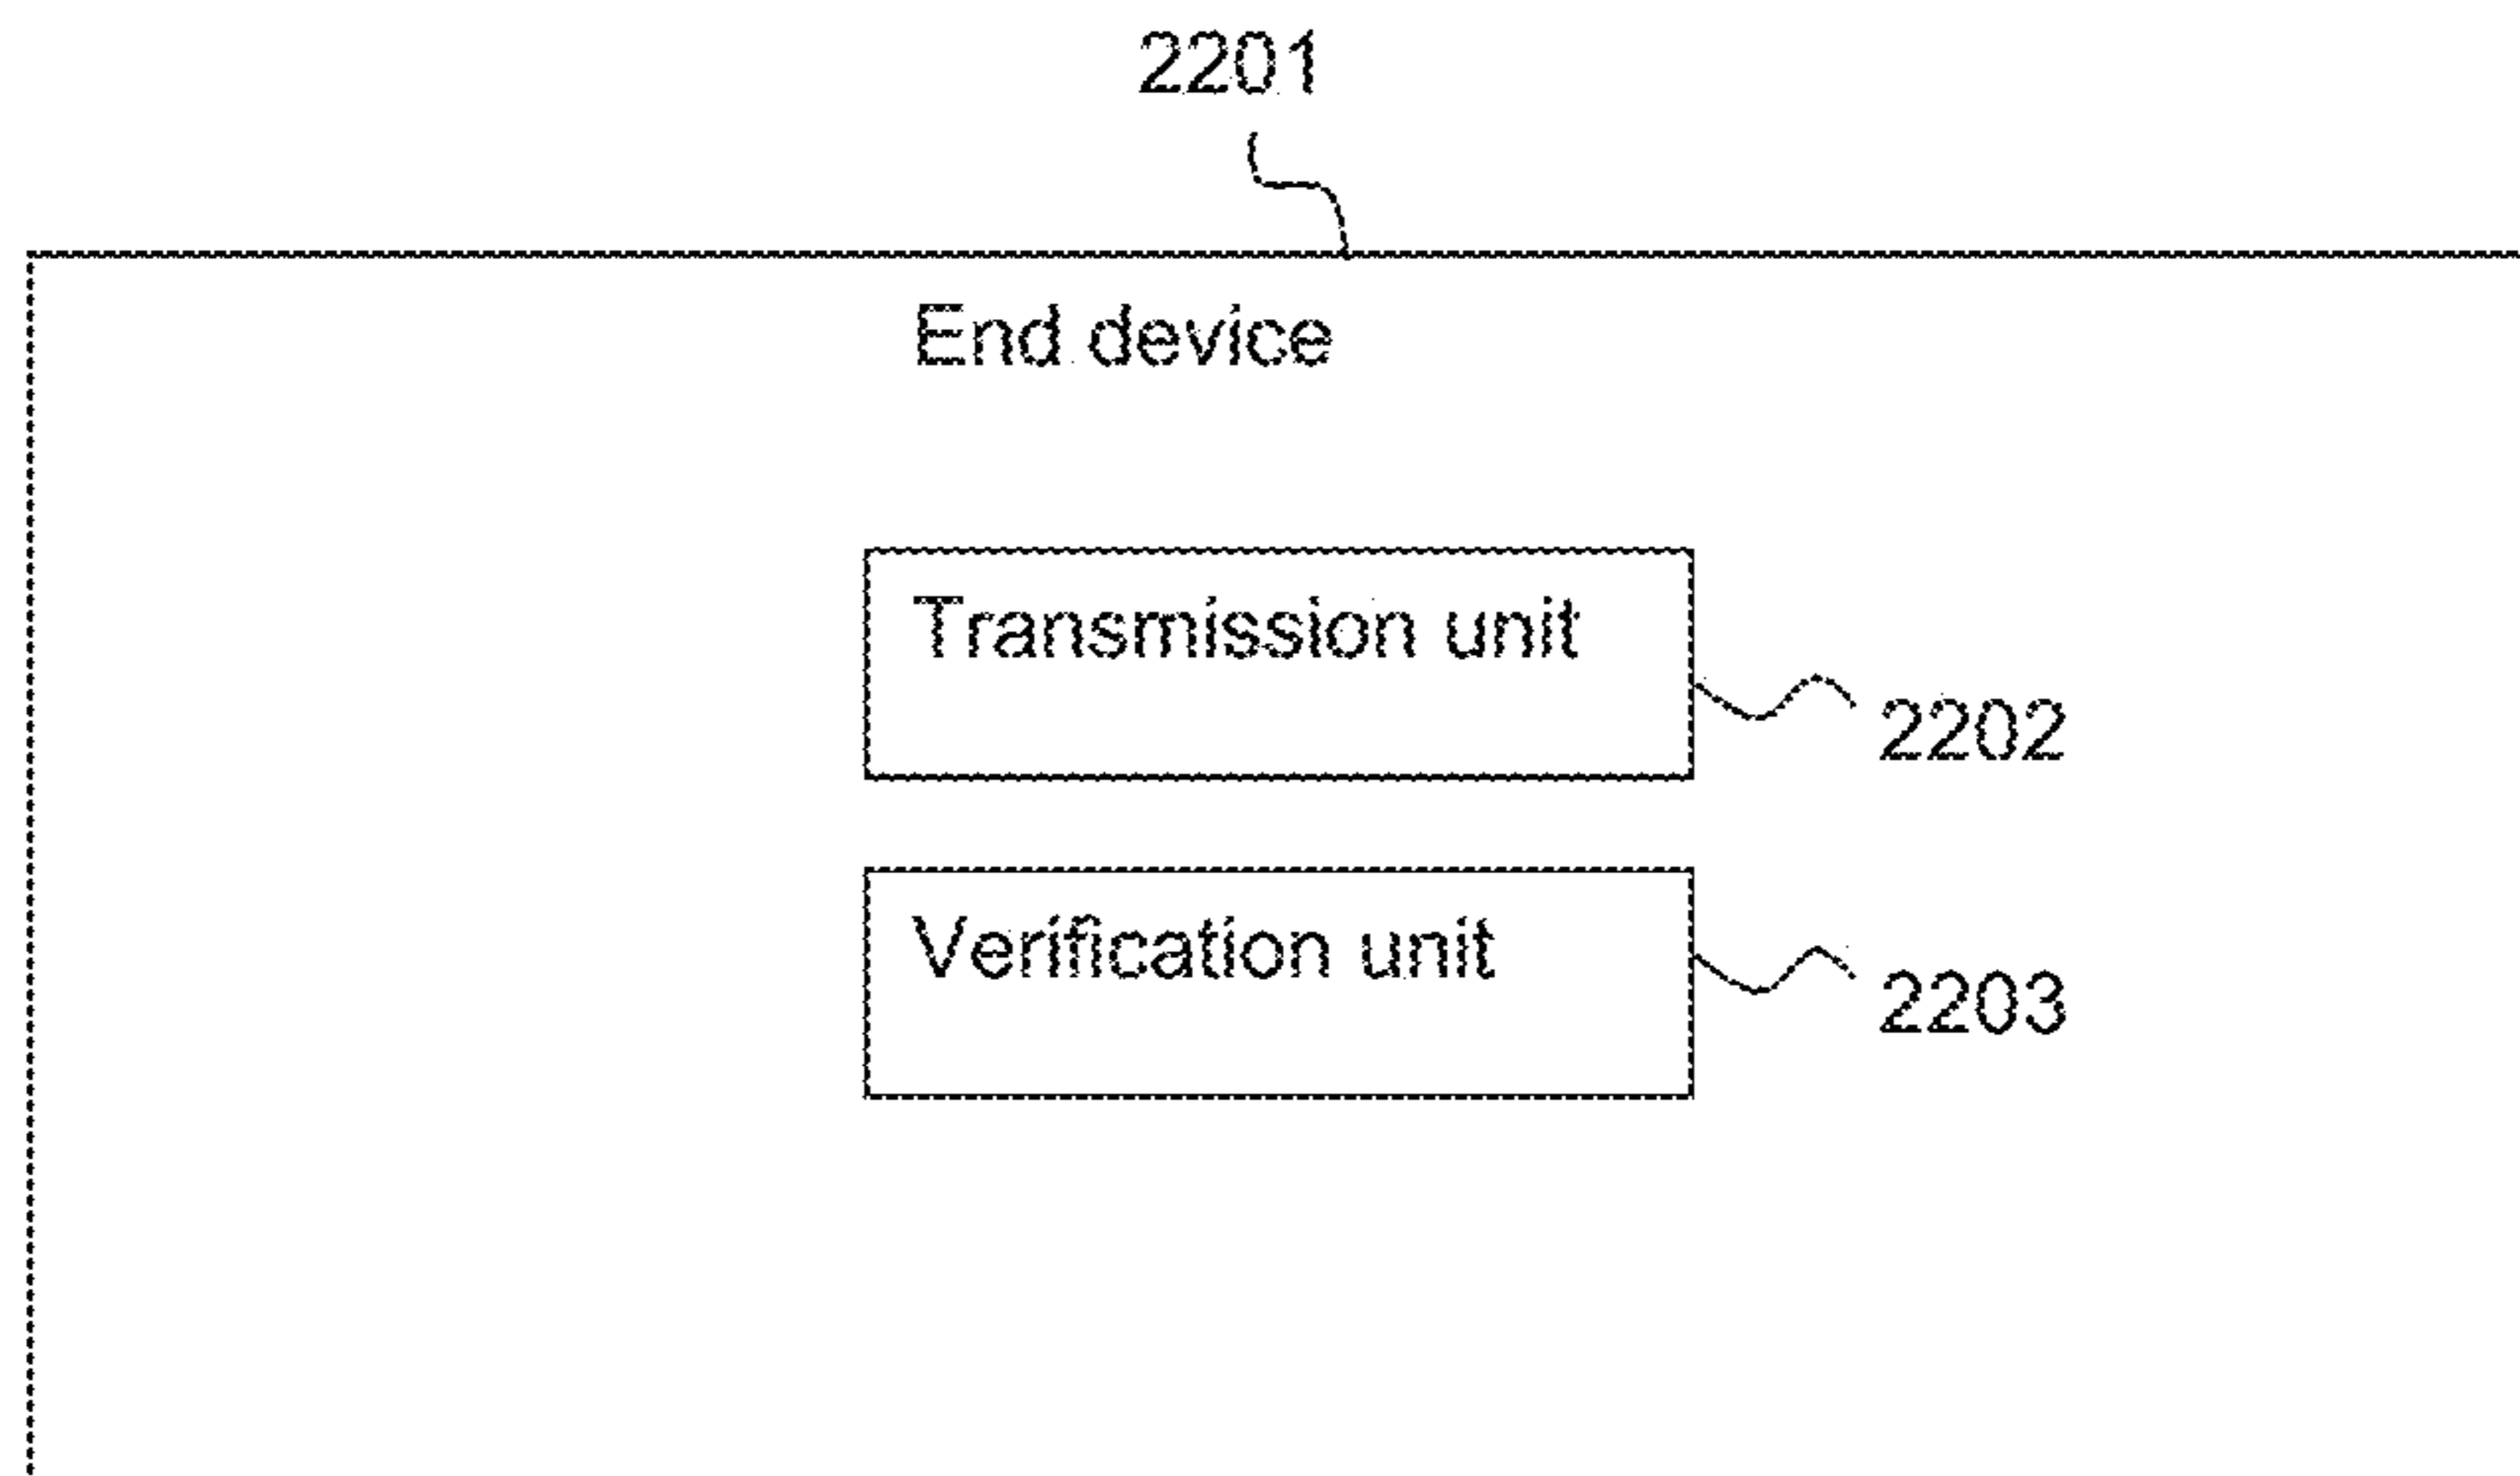 2201
End device
Transmission unit
2202
Verification unit
2203